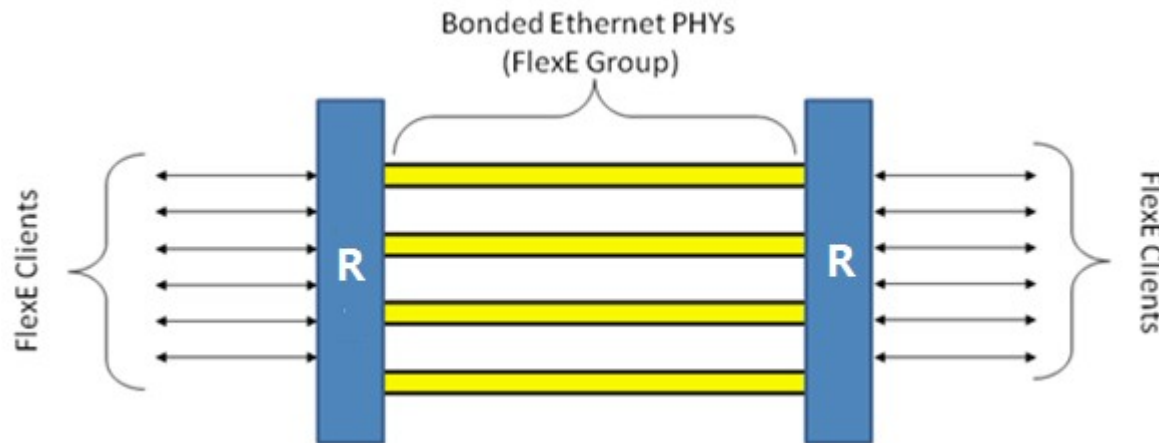 Bonded Ethernet PHYs
(FlexE Group)
FlexE Clients
R
R
FlexE Clients